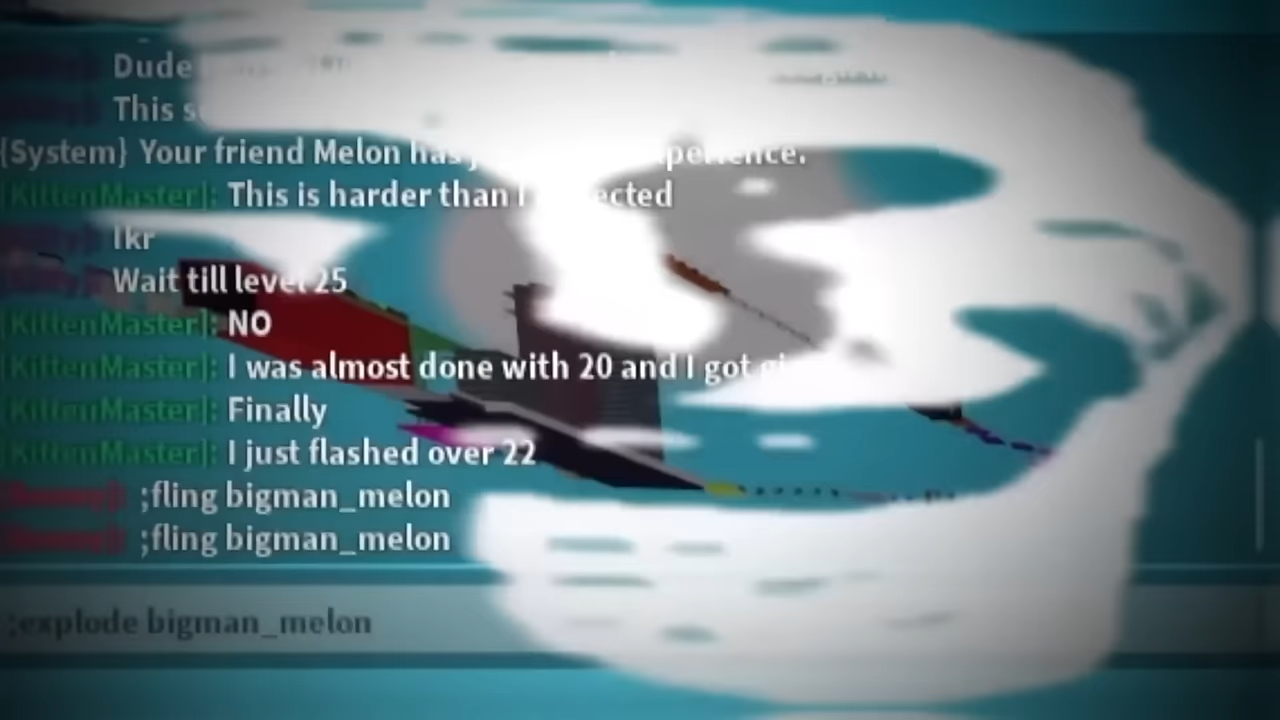 Dude
This
{System} Your friend Melon has
[KittenMaster]: This is harder than I
Ikr
Wait till level 25
[KittenMaster]: NO
[KittenMaster]: I was almost done with 20 and I got
[KittenMaster]: Finally
[KittenMaster]: I just flashed over 22
;fling bigman_melon
;fling bigman_melon
;explode bigman_melon